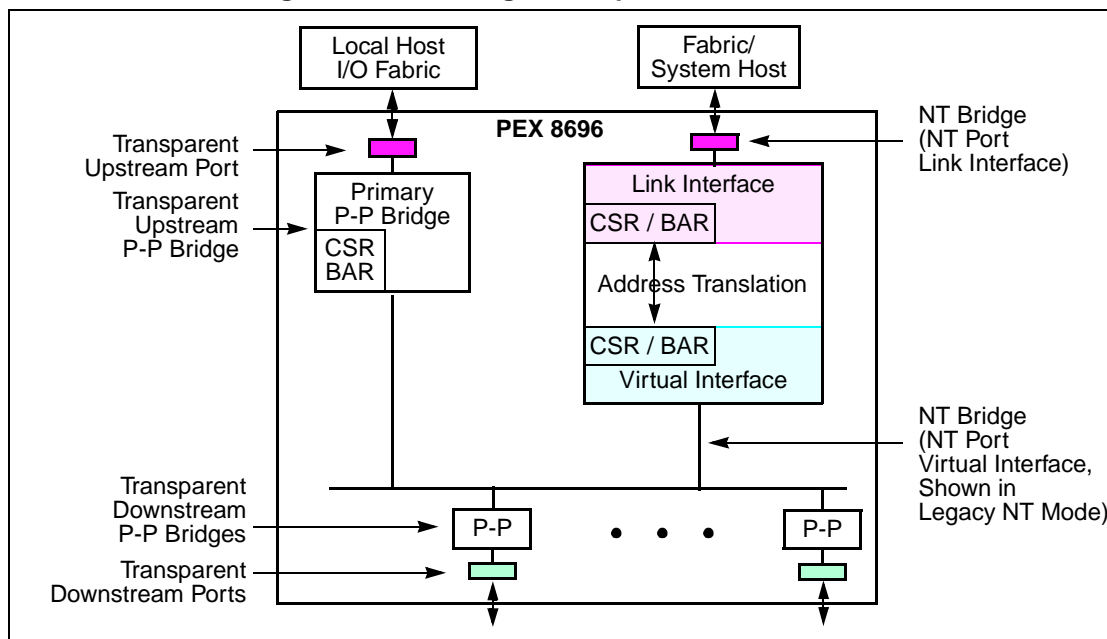 Local Host
I/O Fabric
Fabric/
System Host
PEX 8696
NT Bridge
(NT Port
Link Interface)
Transparent
Upstream Port
Transparent
Upstream
P-P Bridge
Primary
P-P Bridge
CSR
BAR
Link Interface
CSR / BAR
Address Translation
CSR / BAR
Virtual Interface
NT Bridge
(NT Port
Virtual Interface,
Shown in
Legacy NT Mode)
Transparent
Downstream
P-P Bridges
P-P
P-P
Transparent
Downstream Ports